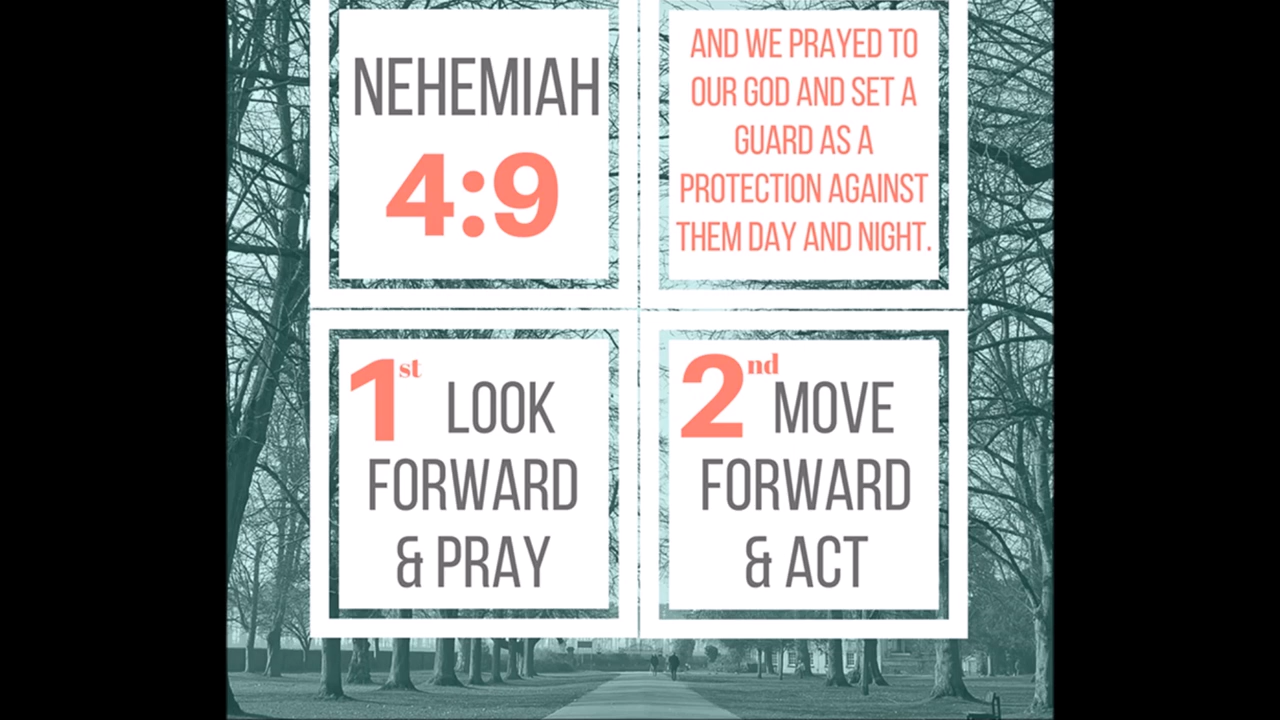 NEHEMIAH
4:9
AND WE PRAYED TO
OUR GOD AND SET A
GUARD AS A
PROTECTION AGAINST
THEM DAY AND NIGHT.
1st LOOK
FORWARD
& PRAY
2nd MOVE
FORWARD
& ACT